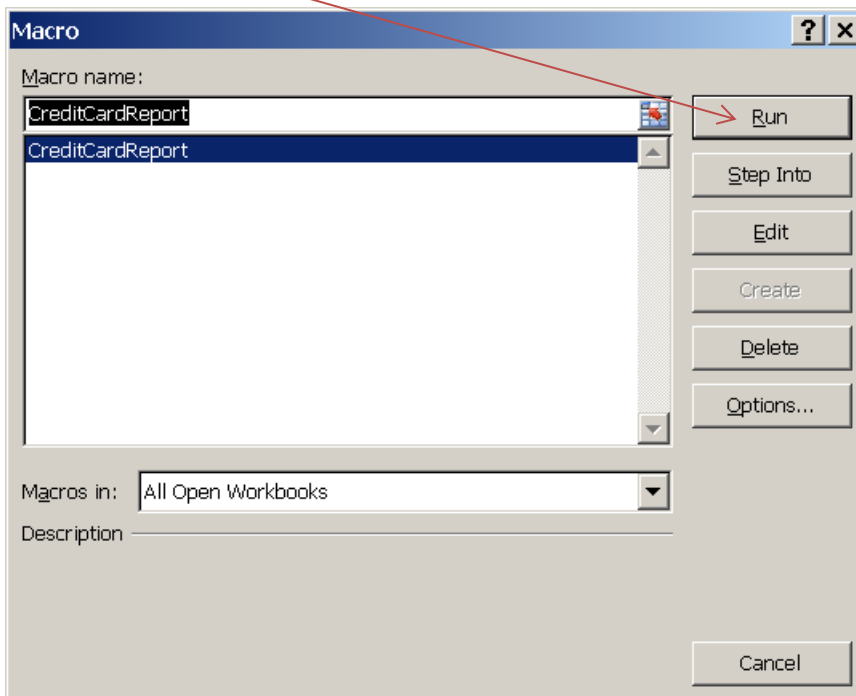 Macro
?
Macro name:
CreditCardReport
CreditCardReport
Run
Step Into
Edit
Create
Delete
Options...
Macros in: All Open Workbooks
Description
Cancel